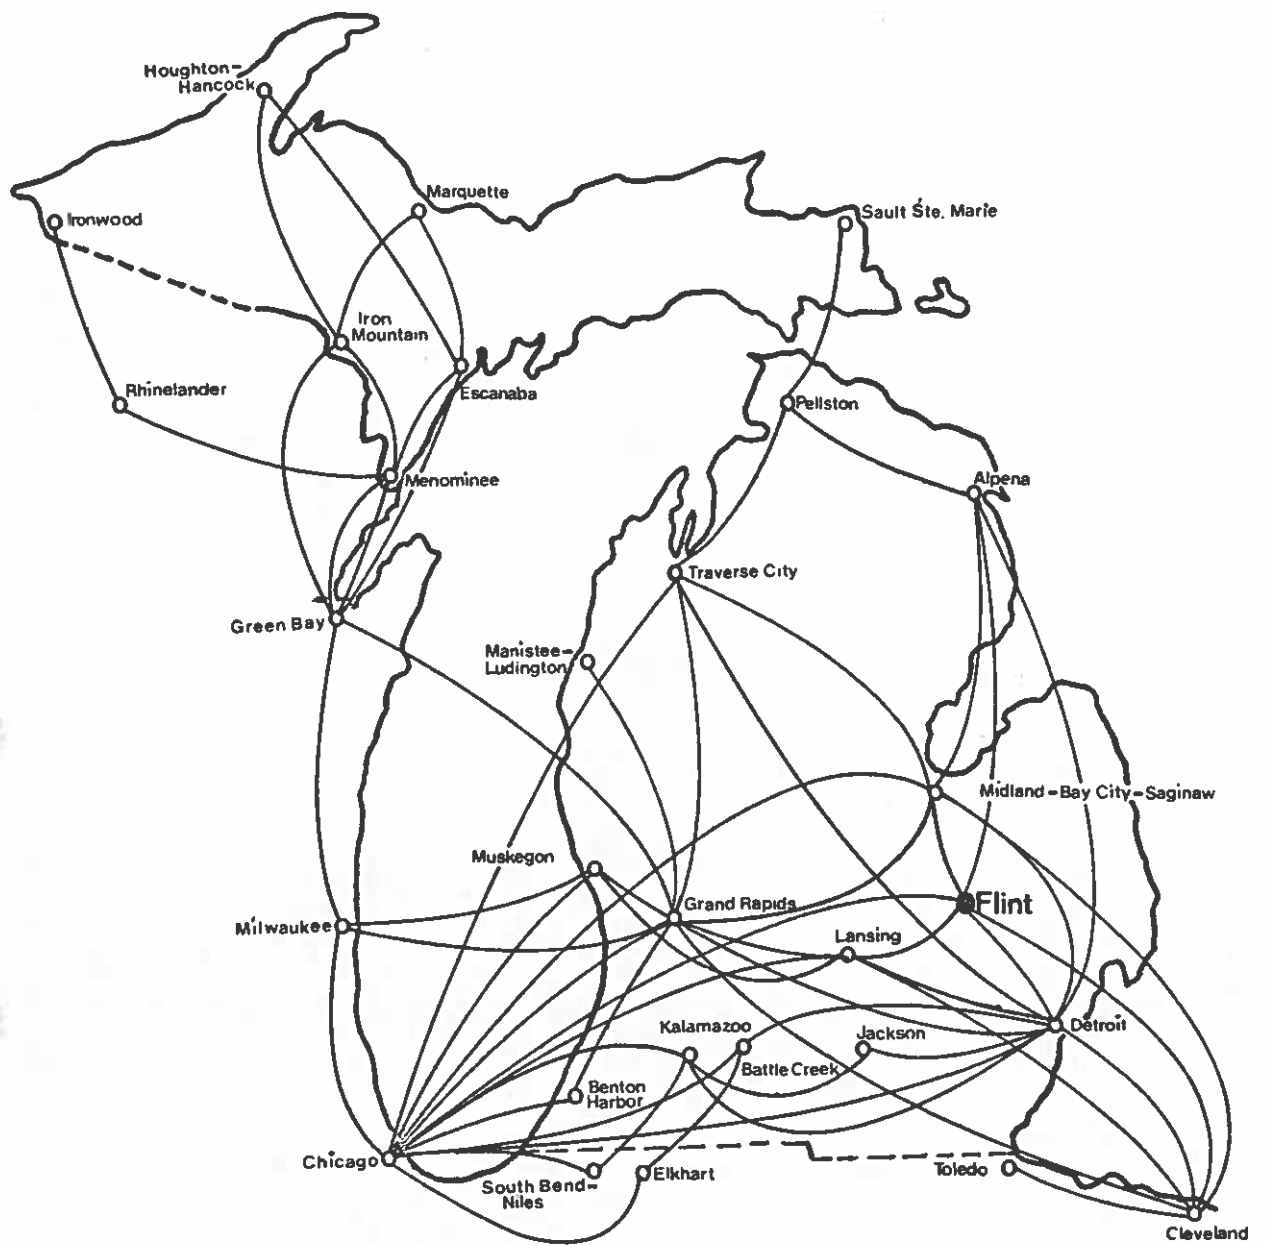 Houghton-
Hancock
Marquette
Ironwood
Sault Ste. Marie
Iron
Mountain
Rhinelander
Escanaba
Pellston
Menominee
Alpena
Traverse City
Green Bay
Manistee-
Ludington
Midland-Bay City-Saginaw
Muskegon
Grand Rapids
Flint
Milwaukee
Lansing
Kalamazoo
Jackson
Detroit
Battle Creek
Benton
Harbor
Chicago
South Bend-
Niles
Elkhart
Toledo
Cleveland